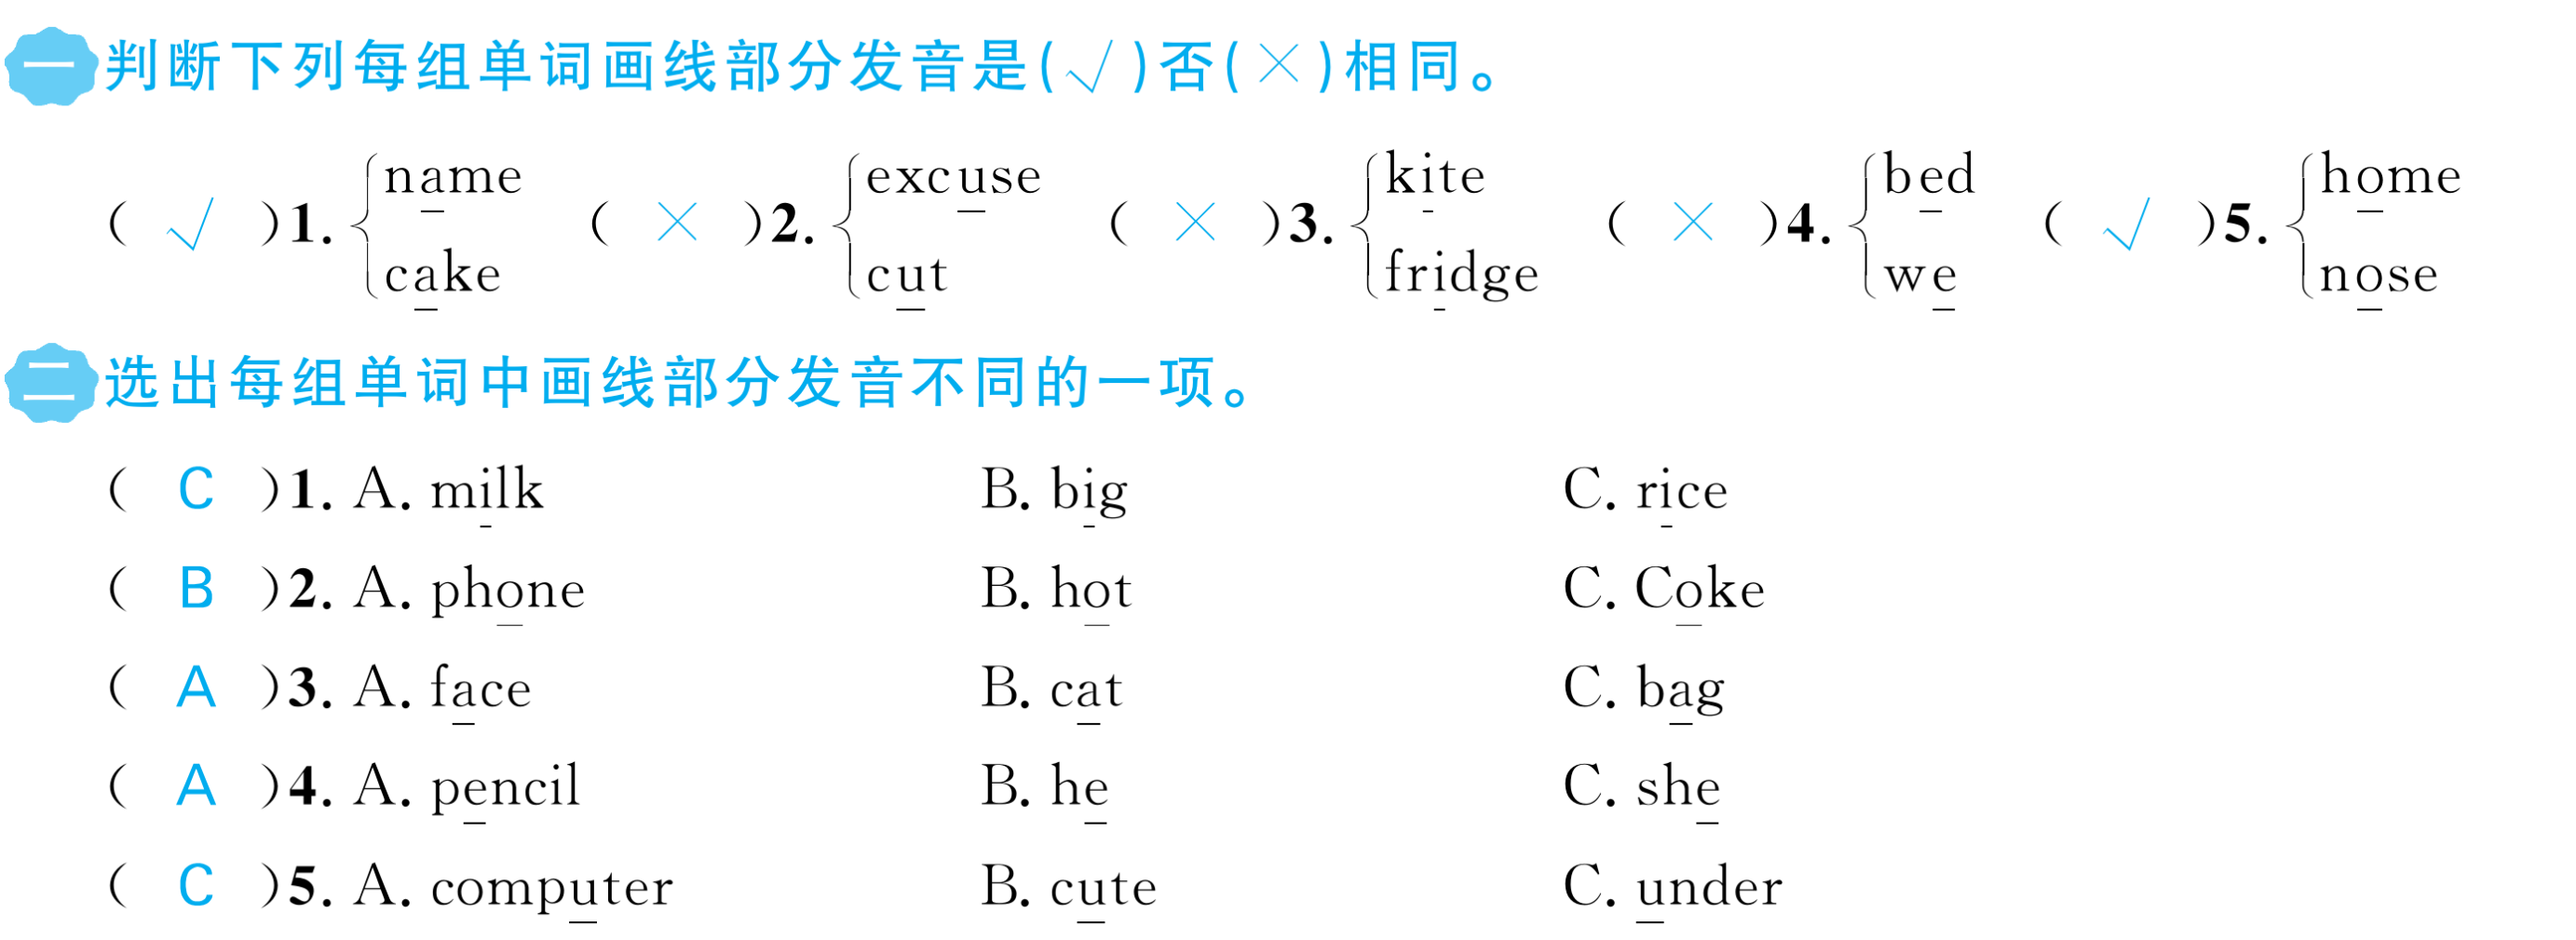 一 判断下列每组单词画线部分发音是(√)否(×)相同。
( √ )1. { name cake ( × )2. { excuse cut ( × )3. { kite fridge ( × )4. { bed we ( √ )5. { home nose
二 选出每组单词中画线部分发音不同的一项。
( C )1. A. milk B. big C. rice
( B )2. A. phone B. hot C. Coke
( A )3. A. face B. cat C. bag
( A )4. A. pencil B. he C. she
( C )5. A. computer B. cute C. under